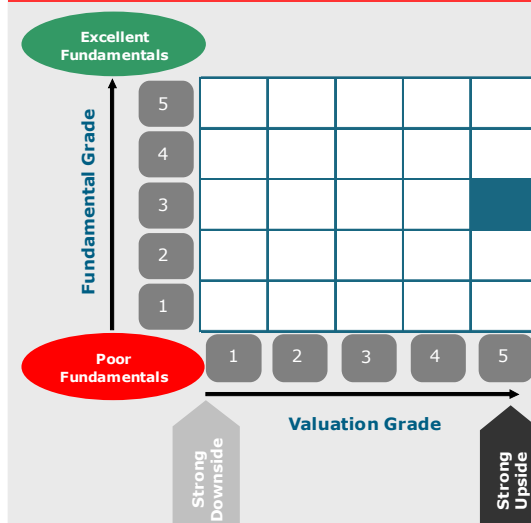 Excellent
Fundamentals
Fundamental Grade
5
4
3
2
1
Poor
Fundamentals
1 2 3 4 5
Valuation Grade
Strong
Downside
Strong
Upside